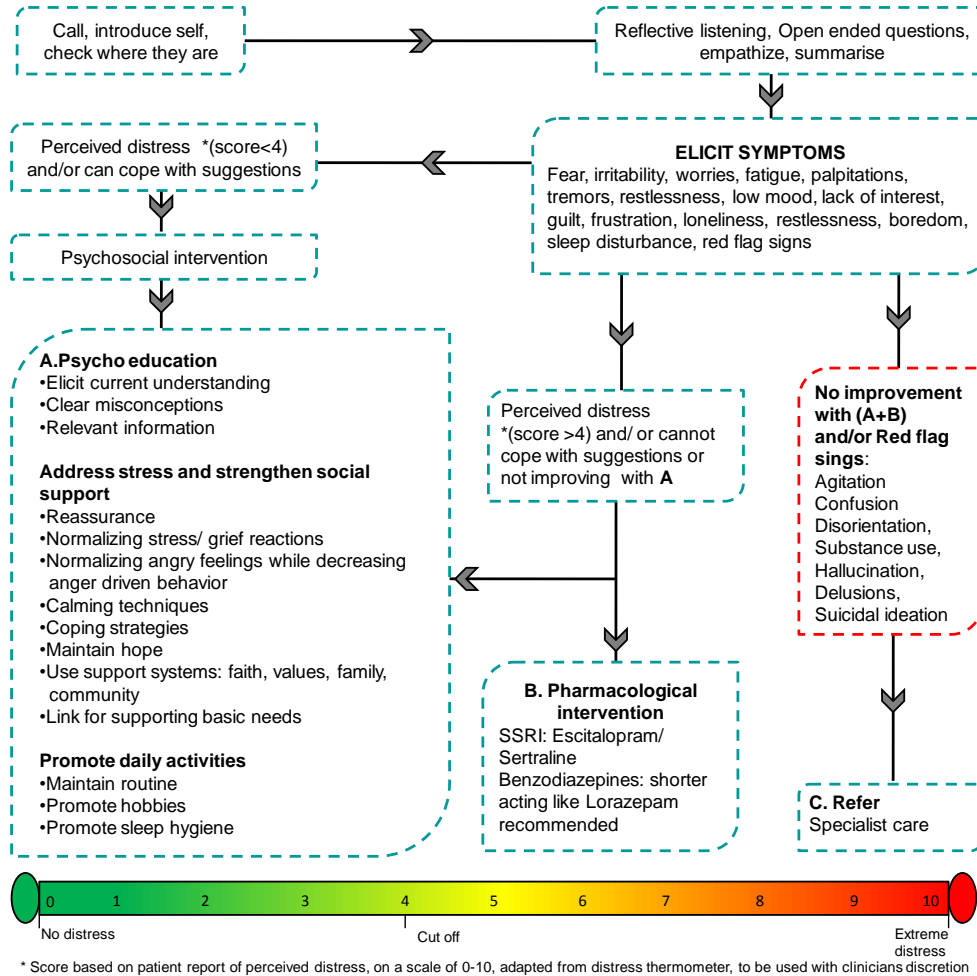 Call, introduce self,
check where they are
Reflective listening, Open ended questions,
empathize, summarise
Perceived distress *(score<4)
and/or can cope with suggestions
ELICIT SYMPTOMS
Fear, irritability, worries, fatigue, palpitations,
tremors, restlessness, low mood, lack of interest,
guilt, frustration, loneliness, restlessness, boredom,
sleep disturbance, red flag signs
Psychosocial intervention
A.Psycho education
•Elicit current understanding
•Clear misconceptions
•Relevant information
Address stress and strengthen social
support
•Reassurance
•Normalizing stress/ grief reactions
•Normalizing angry feelings while decreasing
anger driven behavior
•Calming techniques
•Coping strategies
•Maintain hope
•Use support systems: faith, values, family,
community
•Link for supporting basic needs
Promote daily activities
•Maintain routine
•Promote hobbies
•Promote sleep hygiene
Perceived distress
*(score >4) and/ or cannot
cope with suggestions or
not improving with A
B. Pharmacological
intervention
SSRI: Escitalopram/
Sertraline
Benzodiazepines: shorter
acting like Lorazepam
recommended
No improvement
with (A+B)
and/or Red flag
sings:
Agitation
Confusion
Disorientation,
Substance use,
Hallucination,
Delusions,
Suicidal ideation
C. Refer
Specialist care
0 1 2 3 4 5 6 7 8 9 10
No distress
Cut off
Extreme
distress
* Score based on patient report of perceived distress, on a scale of 0-10, adapted from distress thermometer, to be used with clinicians discretion